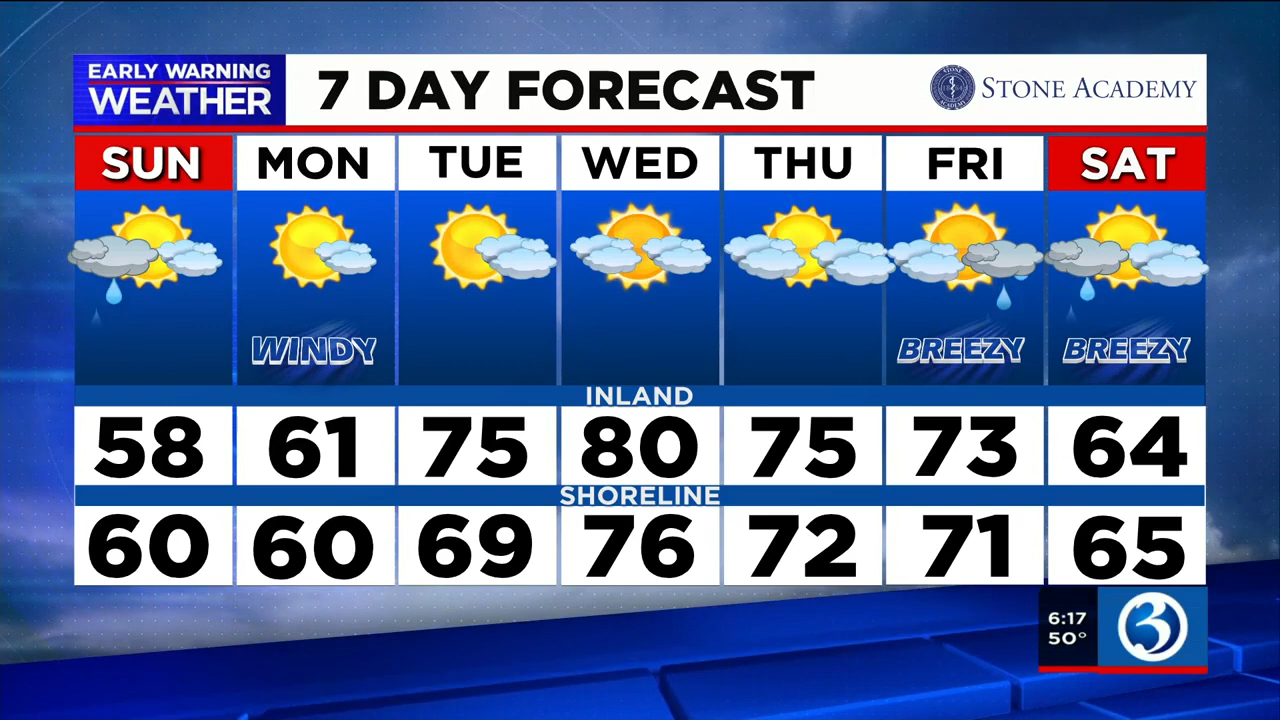 EARLY WARNING
WEATHER
7 DAY FORECAST
STONE ACADEMY
SUN MON TUE WED THU FRI SAT
WINDY BREEZY BREEZY
INLAND
58 61 75 80 75 73 64
SHORELINE
60 60 69 76 72 71 65
6:17
50°
3